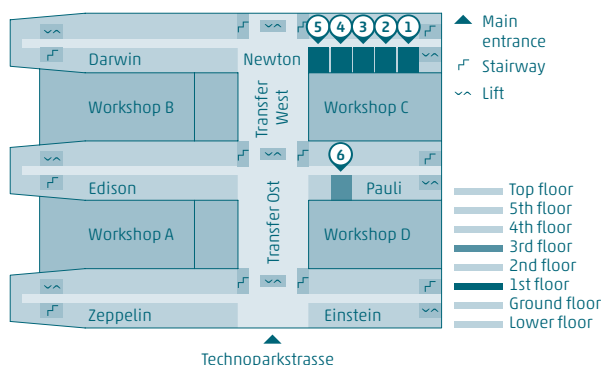 5 4 3 2 1
Darwin
Newton
Workshop B
Transfer
West
Workshop C
6
Edison
Pauli
Workshop A
Transfer Ost
Workshop D
Zeppelin
Einstein
Technoparkstrasse
Main
entrance
Stairway
Lift
Top floor
5th floor
4th floor
3rd floor
2nd floor
1st floor
Ground floor
Lower floor